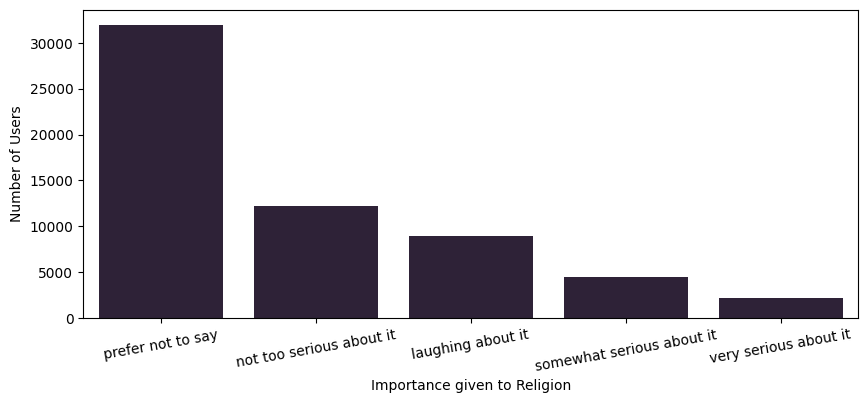 Number of Users
30000
25000
20000
15000
10000
5000
0
prefer not to say
not too serious about it
laughing about it
somewhat serious about it
very serious about it
Importance given to Religion